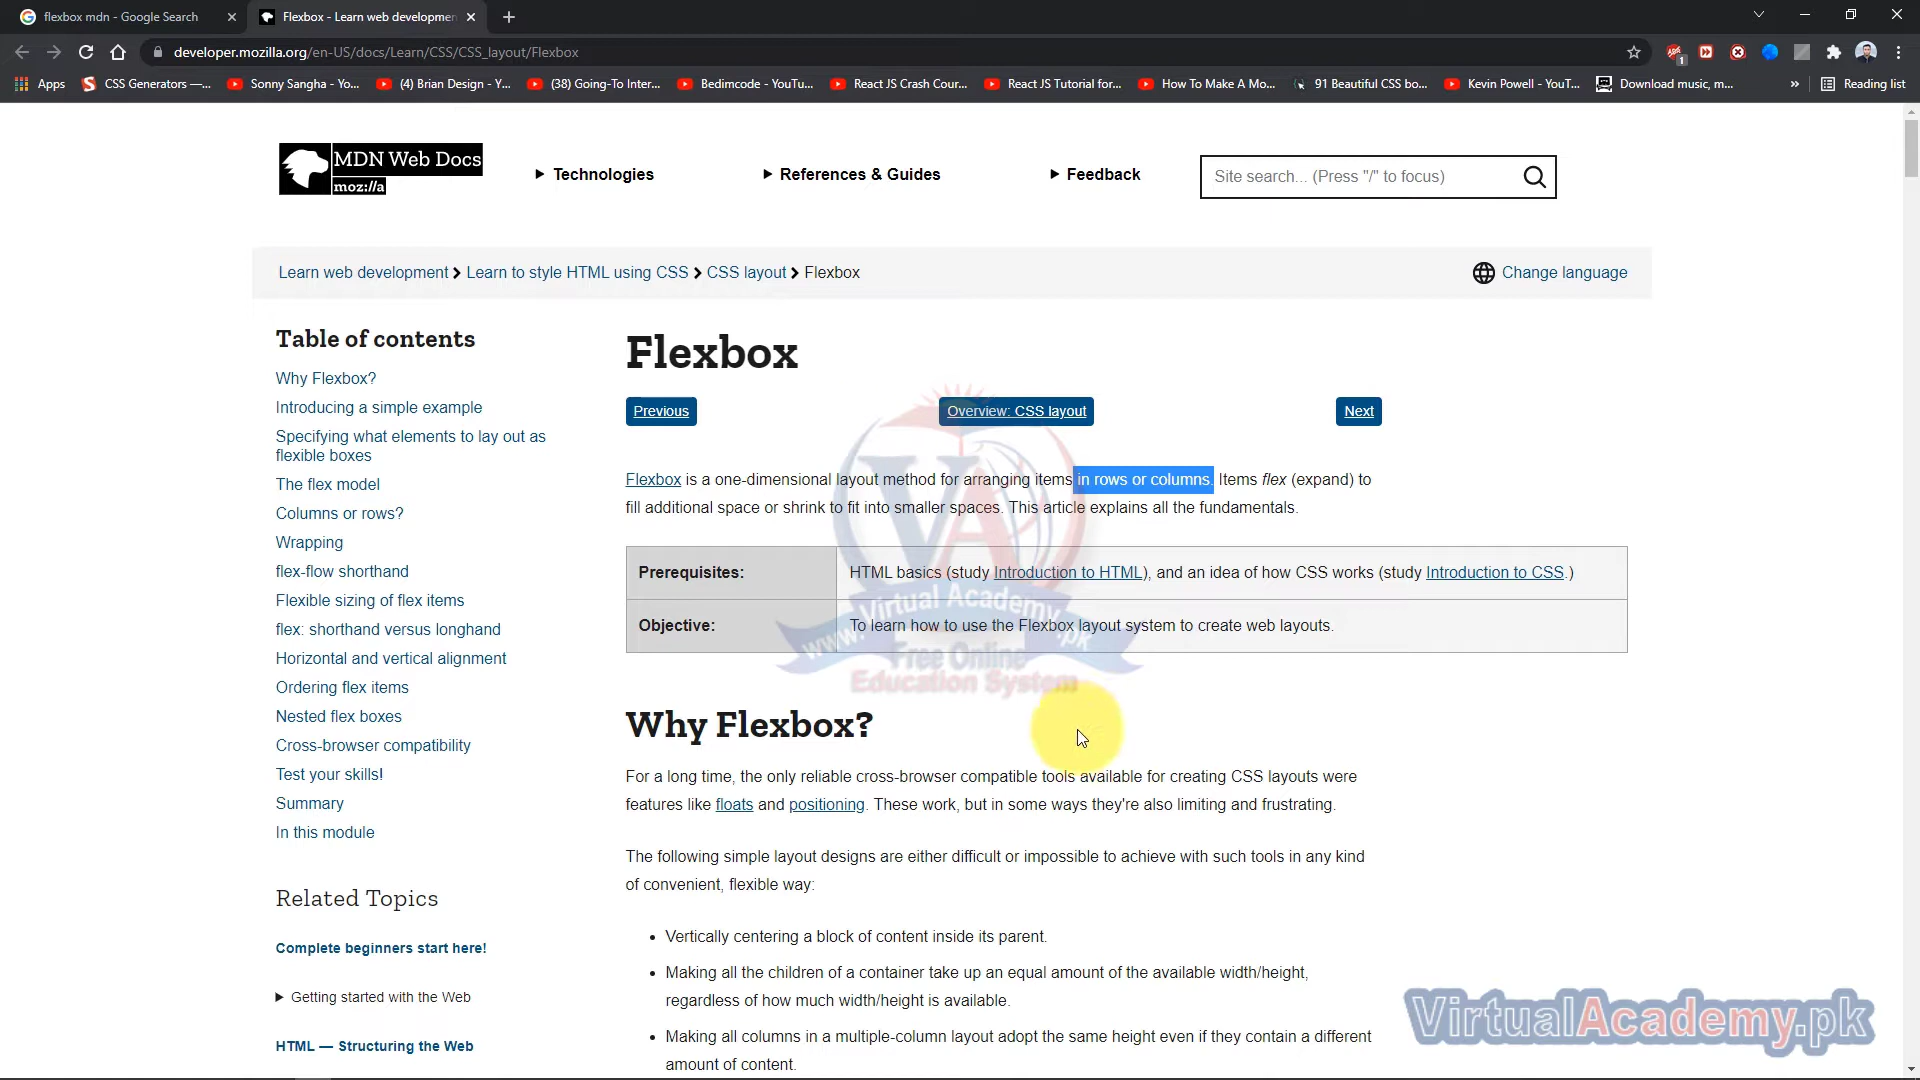 flexbox mdn - Google Search
Flexbox - Learn web developmen
developer.mozilla.org/en-US/docs/Learn/CSS/CSS_layout/Flexbox
1
Apps
CSS Generators —...
Sonny Sangha - Yo...
(4) Brian Design - Y...
(38) Going-To Inter...
Bedimcode - YouTu...
React JS Crash Cour...
React JS Tutorial for...
How To Make A Mo...
91 Beautiful CSS bo...
Kevin Powell - YouT...
Download music, m...
»
Reading list
MDN Web Docs
moz://a
Technologies
References & Guides
Feedback
Site search... (Press "/" to focus)
Learn web development
Learn to style HTML using CSS
CSS layout
Flexbox
Change language
Table of contents
Why Flexbox?
Introducing a simple example
Specifying what elements to lay out as
flexible boxes
The flex model
Columns or rows?
Wrapping
flex-flow shorthand
Flexible sizing of flex items
flex: shorthand versus longhand
Horizontal and vertical alignment
Ordering flex items
Nested flex boxes
Cross-browser compatibility
Test your skills!
Summary
In this module
Related Topics
Complete beginners start here!
Getting started with the Web
HTML — Structuring the Web
Flexbox
Previous
Overview: CSS layout
Next
Flexbox is a one-dimensional layout method for arranging items in rows or columns. Items flex (expand) to
fill additional space or shrink to fit into smaller spaces. This article explains all the fundamentals.
Prerequisites:
HTML basics (study Introduction to HTML), and an idea of how CSS works (study Introduction to CSS.)
Objective:
To learn how to use the Flexbox layout system to create web layouts.
Why Flexbox?
For a long time, the only reliable cross-browser compatible tools available for creating CSS layouts were
features like floats and positioning. These work, but in some ways they're also limiting and frustrating.
The following simple layout designs are either difficult or impossible to achieve with such tools in any kind
of convenient, flexible way:
• Vertically centering a block of content inside its parent.
• Making all the children of a container take up an equal amount of the available width/height,
regardless of how much width/height is available.
• Making all columns in a multiple-column layout adopt the same height even if they contain a different
amount of content.
VA
www.Virtual Academy.pk
Free Online
Education System
VirtualAcademy.pk